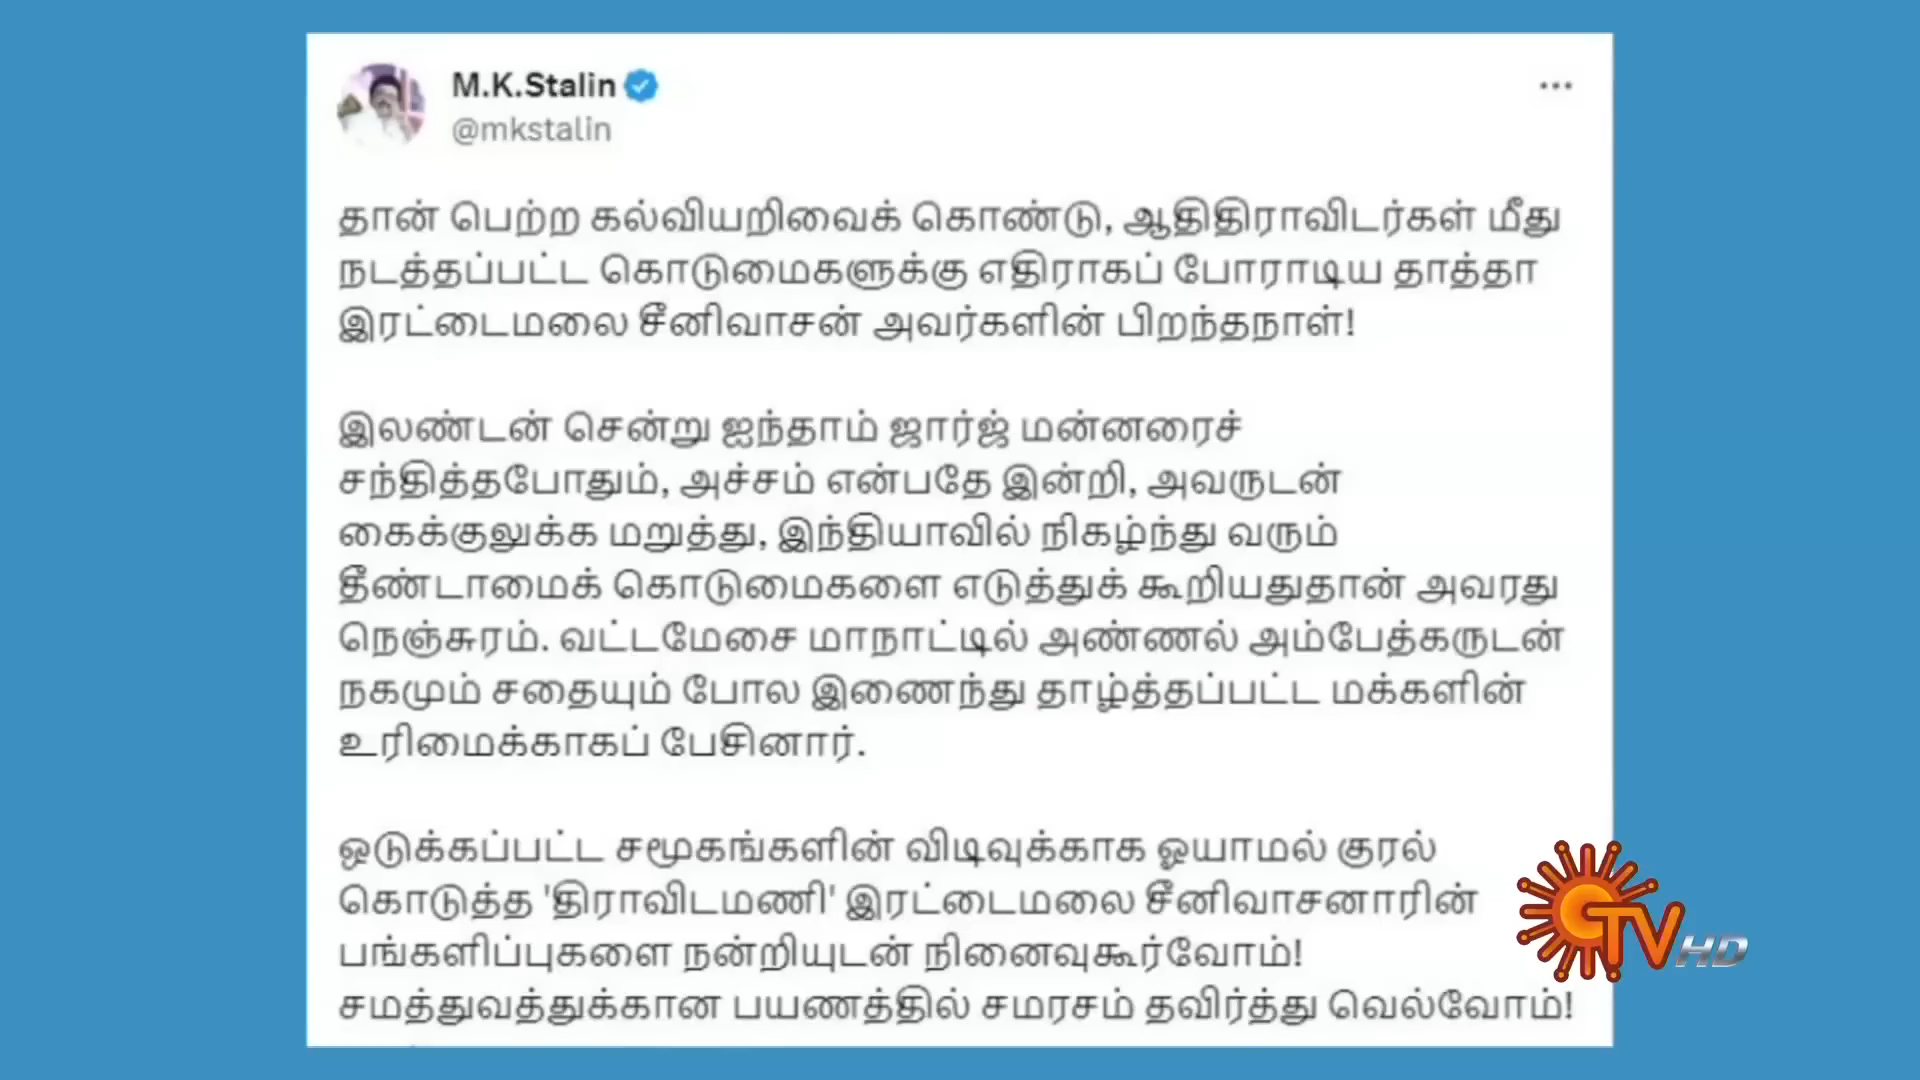 M.K.Stalin
@mkstalin
தான் பெற்ற கல்வியறிவைக் கொண்டு, ஆதிதிராவிடர்கள் மீது
நடத்தப்பட்ட கொடுமைகளுக்கு எதிராகப் போராடிய தாத்தா
இரட்டைமலை சீனிவாசன் அவர்களின் பிறந்தநாள்!
இலண்டன் சென்று ஐந்தாம் ஜார்ஜ் மன்னரைச்
சந்தித்தபோதும், அச்சம் என்பதே இன்றி, அவருடன்
கைக்குலுக்க மறுத்து, இந்தியாவில் நிகழ்ந்து வரும்
தீண்டாமைக் கொடுமைகளை எடுத்துக் கூறியதுதான் அவரது
நெஞ்சுரம். வட்டமேசை மாநாட்டில் அண்ணல் அம்பேத்கருடன்
நகமும் சதையும் போல இணைந்து தாழ்த்தப்பட்ட மக்களின்
உரிமைக்காகப் பேசினார்.
ஒடுக்கப்பட்ட சமூகங்களின் விடிவுக்காக ஓயாமல் குரல்
கொடுத்த 'திராவிடமணி' இரட்டைமலை சீனிவாசனாரின்
பங்களிப்புகளை நன்றியுடன் நினைவுகூர்வோம்!
சமத்துவத்துக்கான பயணத்தில் சமரசம் தவிர்த்து வெல்வோம்!
TV HD